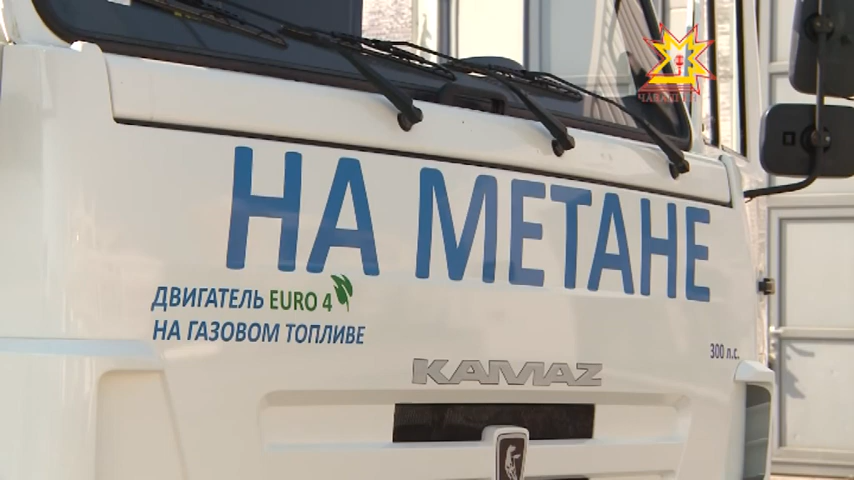 НА МЕТАНЕ
ДВИГАТЕЛЬ EURO 4
НА ГАЗОВОМ ТОПЛИВЕ
300 л.с.
KAMAZ